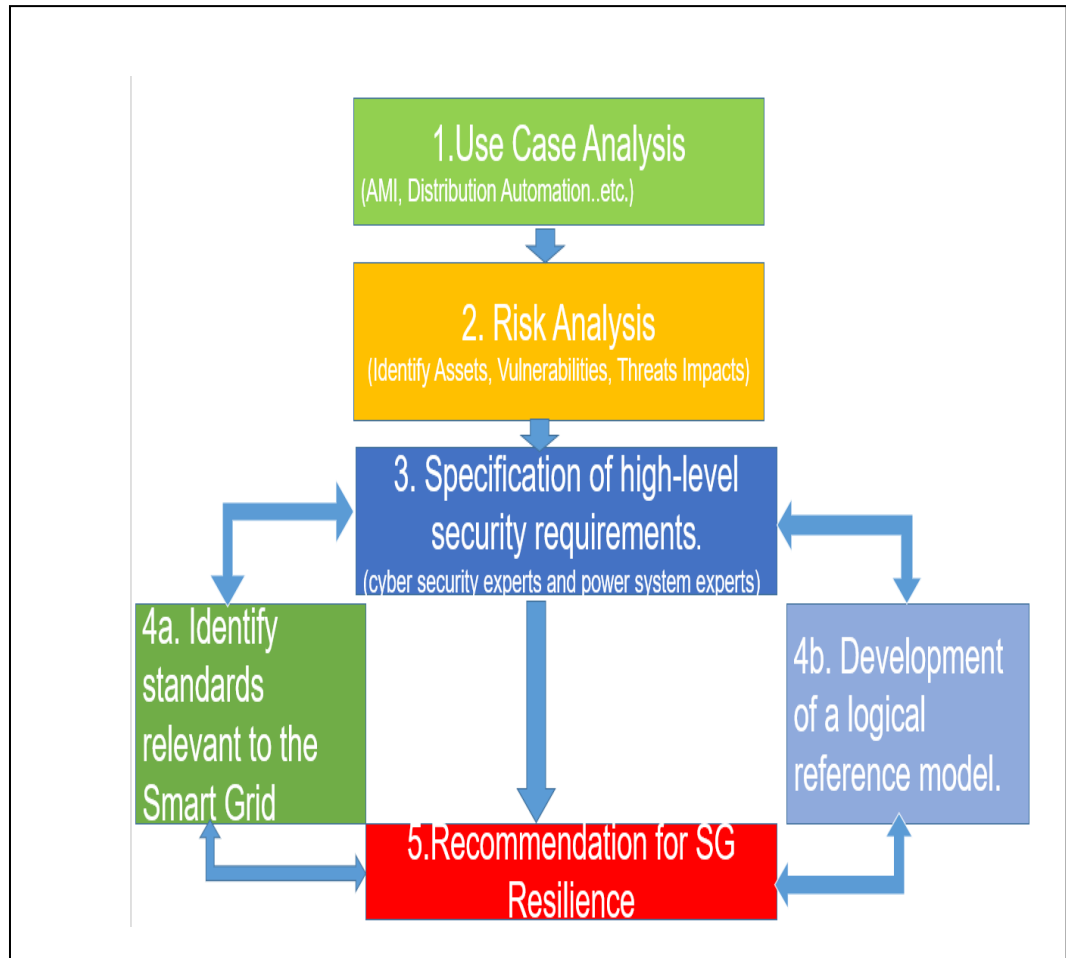 1.Use Case Analysis
(AMI, Distribution Automation..etc.)
2. Risk Analysis
(Identify Assets, Vulnerabilities, Threats Impacts)
3. Specification of high-level
security requirements.
(cyber security experts and power system experts)
4a. Identify
standards
relevant to the
Smart Grid
4b. Development
of a logical
reference model.
5.Recommendation for SG
Resilience